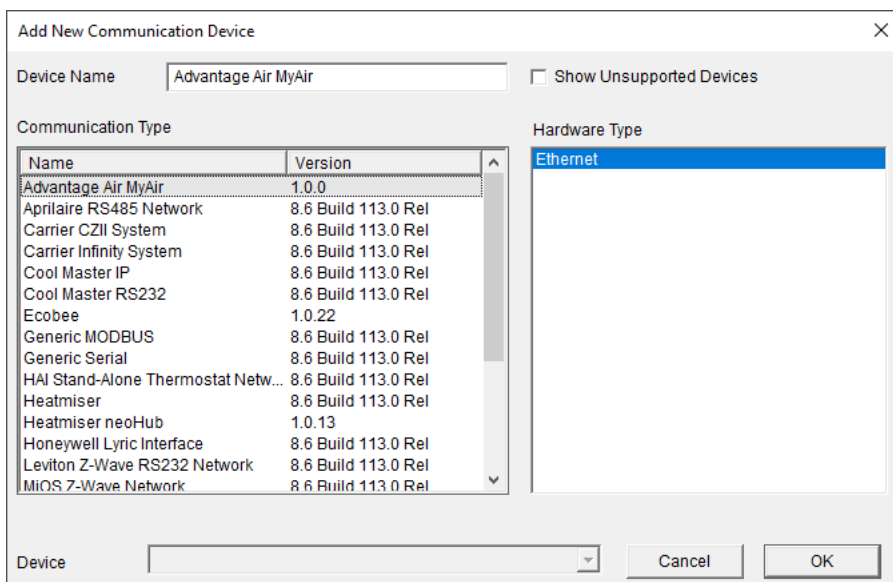 Add New Communication Device
Device Name Advantage Air MyAir Show Unsupported Devices
Communication Type
Hardware Type
Name Version
Ethernet
Advantage Air MyAir 1.0.0
Aprilaire RS485 Network 8.6 Build 113.0 Rel
Carrier CZII System 8.6 Build 113.0 Rel
Carrier Infinity System 8.6 Build 113.0 Rel
Cool Master IP 8.6 Build 113.0 Rel
Cool Master RS232 8.6 Build 113.0 Rel
Ecobee 1.0.22
Generic MODBUS 8.6 Build 113.0 Rel
Generic Serial 8.6 Build 113.0 Rel
HAI Stand-Alone Thermostat Netw... 8.6 Build 113.0 Rel
Heatmiser 8.6 Build 113.0 Rel
Heatmiser neoHub 1.0.13
Honeywell Lyric Interface 8.6 Build 113.0 Rel
Leviton Z-Wave RS232 Network 8.6 Build 113.0 Rel
MiOS Z-Wave Network 8.6 Build 113.0 Rel
Device Cancel OK